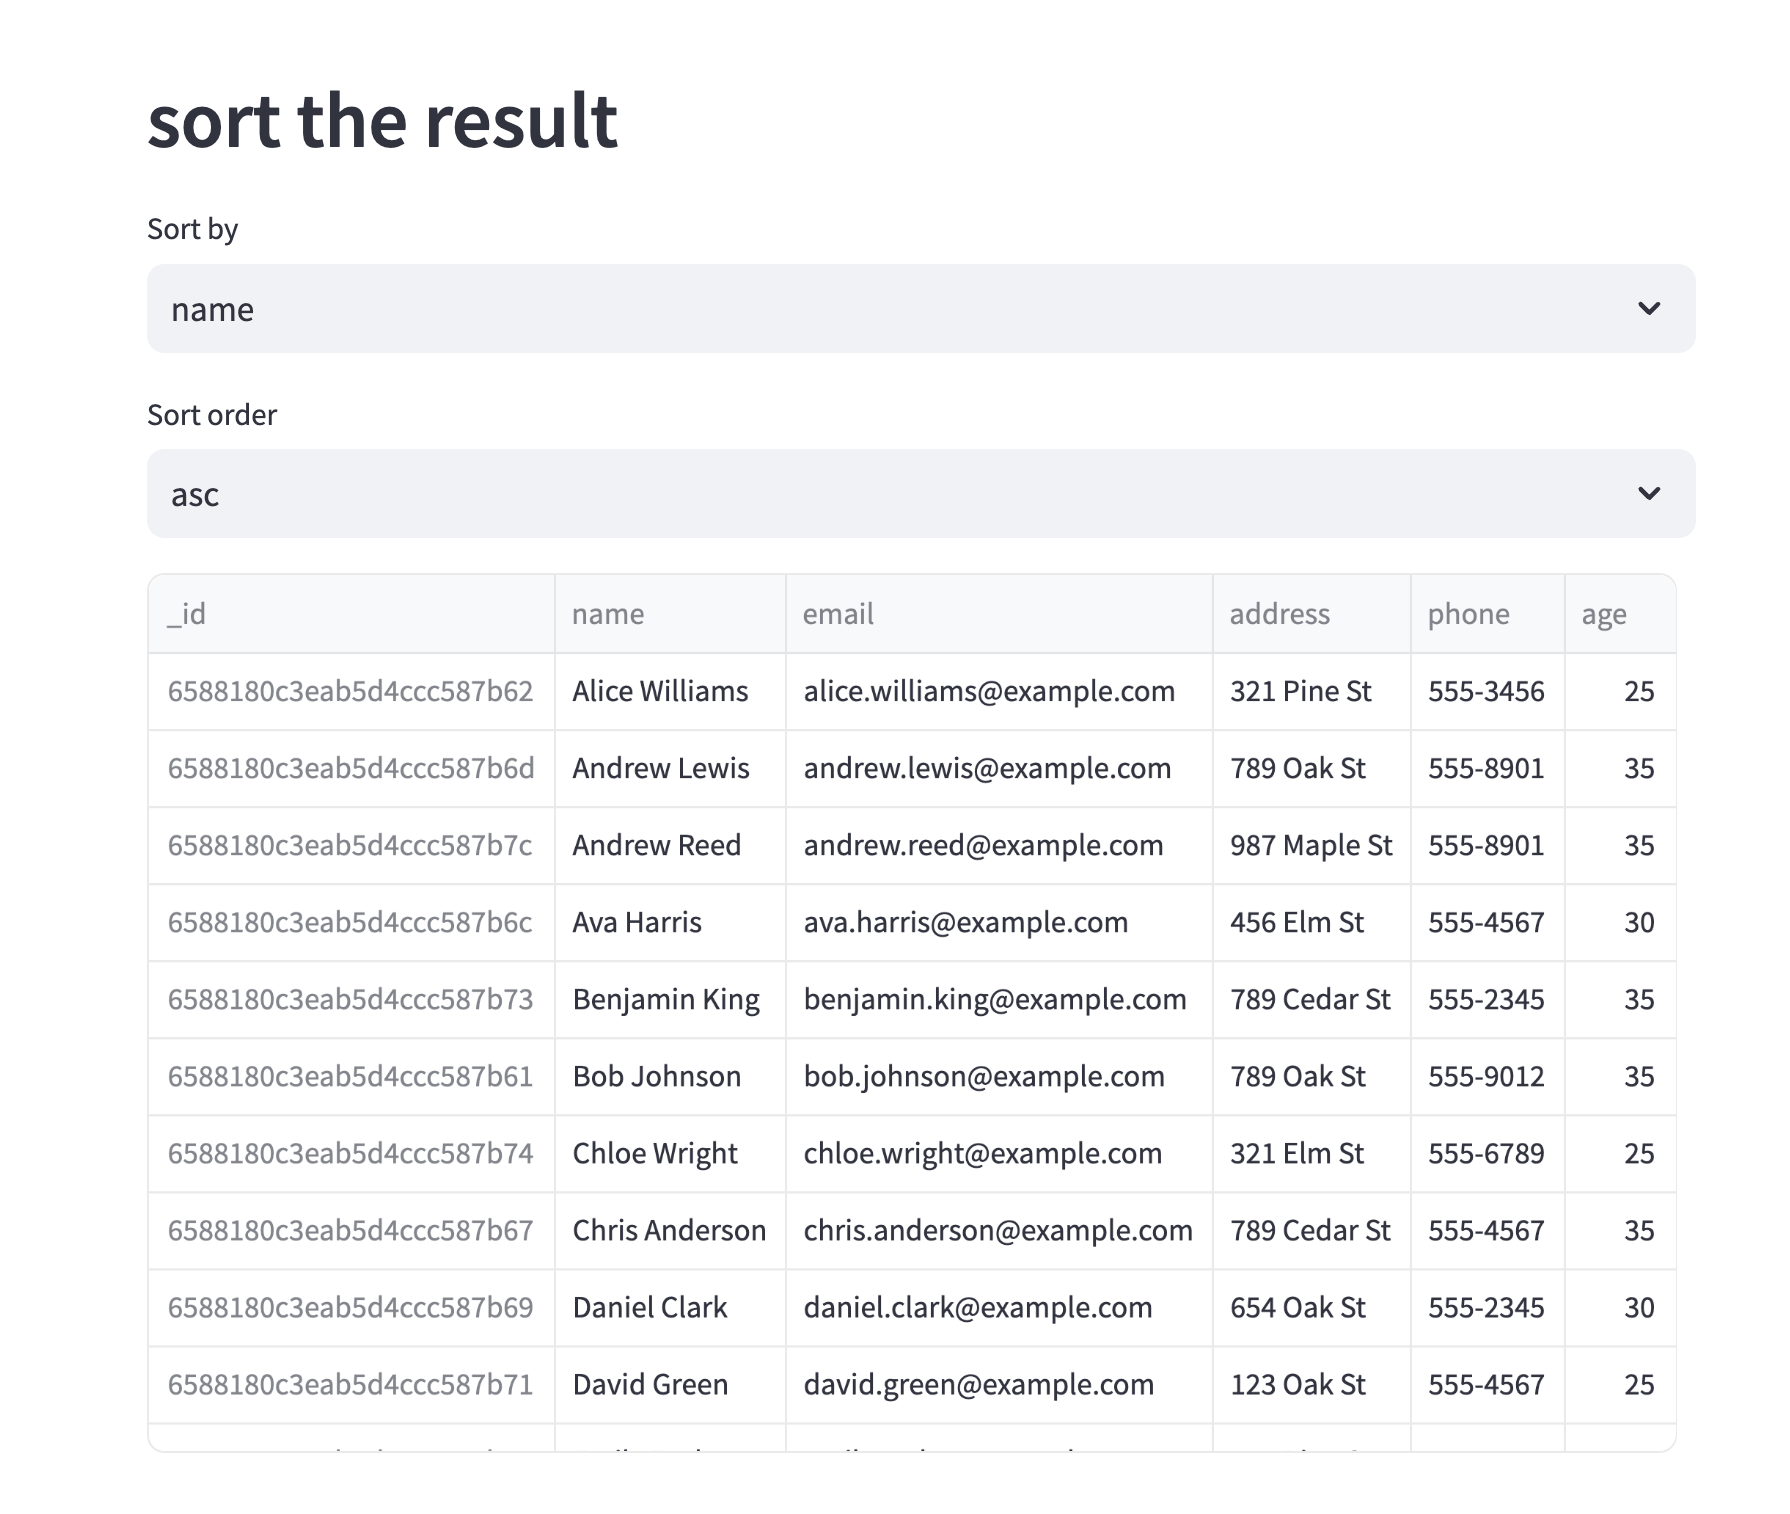 sort the result
Sort by
name
Sort order
asc
_id name email address phone age
6588180c3eab5d4ccc587b62 Alice Williams alice.williams@example.com 321 Pine St 555-3456 25
6588180c3eab5d4ccc587b6d Andrew Lewis andrew.lewis@example.com 789 Oak St 555-8901 35
6588180c3eab5d4ccc587b7c Andrew Reed andrew.reed@example.com 987 Maple St 555-8901 35
6588180c3eab5d4ccc587b6c Ava Harris ava.harris@example.com 456 Elm St 555-4567 30
6588180c3eab5d4ccc587b73 Benjamin King benjamin.king@example.com 789 Cedar St 555-2345 35
6588180c3eab5d4ccc587b61 Bob Johnson bob.johnson@example.com 789 Oak St 555-9012 35
6588180c3eab5d4ccc587b74 Chloe Wright chloe.wright@example.com 321 Elm St 555-6789 25
6588180c3eab5d4ccc587b67 Chris Anderson chris.anderson@example.com 789 Cedar St 555-4567 35
6588180c3eab5d4ccc587b69 Daniel Clark daniel.clark@example.com 654 Oak St 555-2345 30
6588180c3eab5d4ccc587b71 David Green david.green@example.com 123 Oak St 555-4567 25